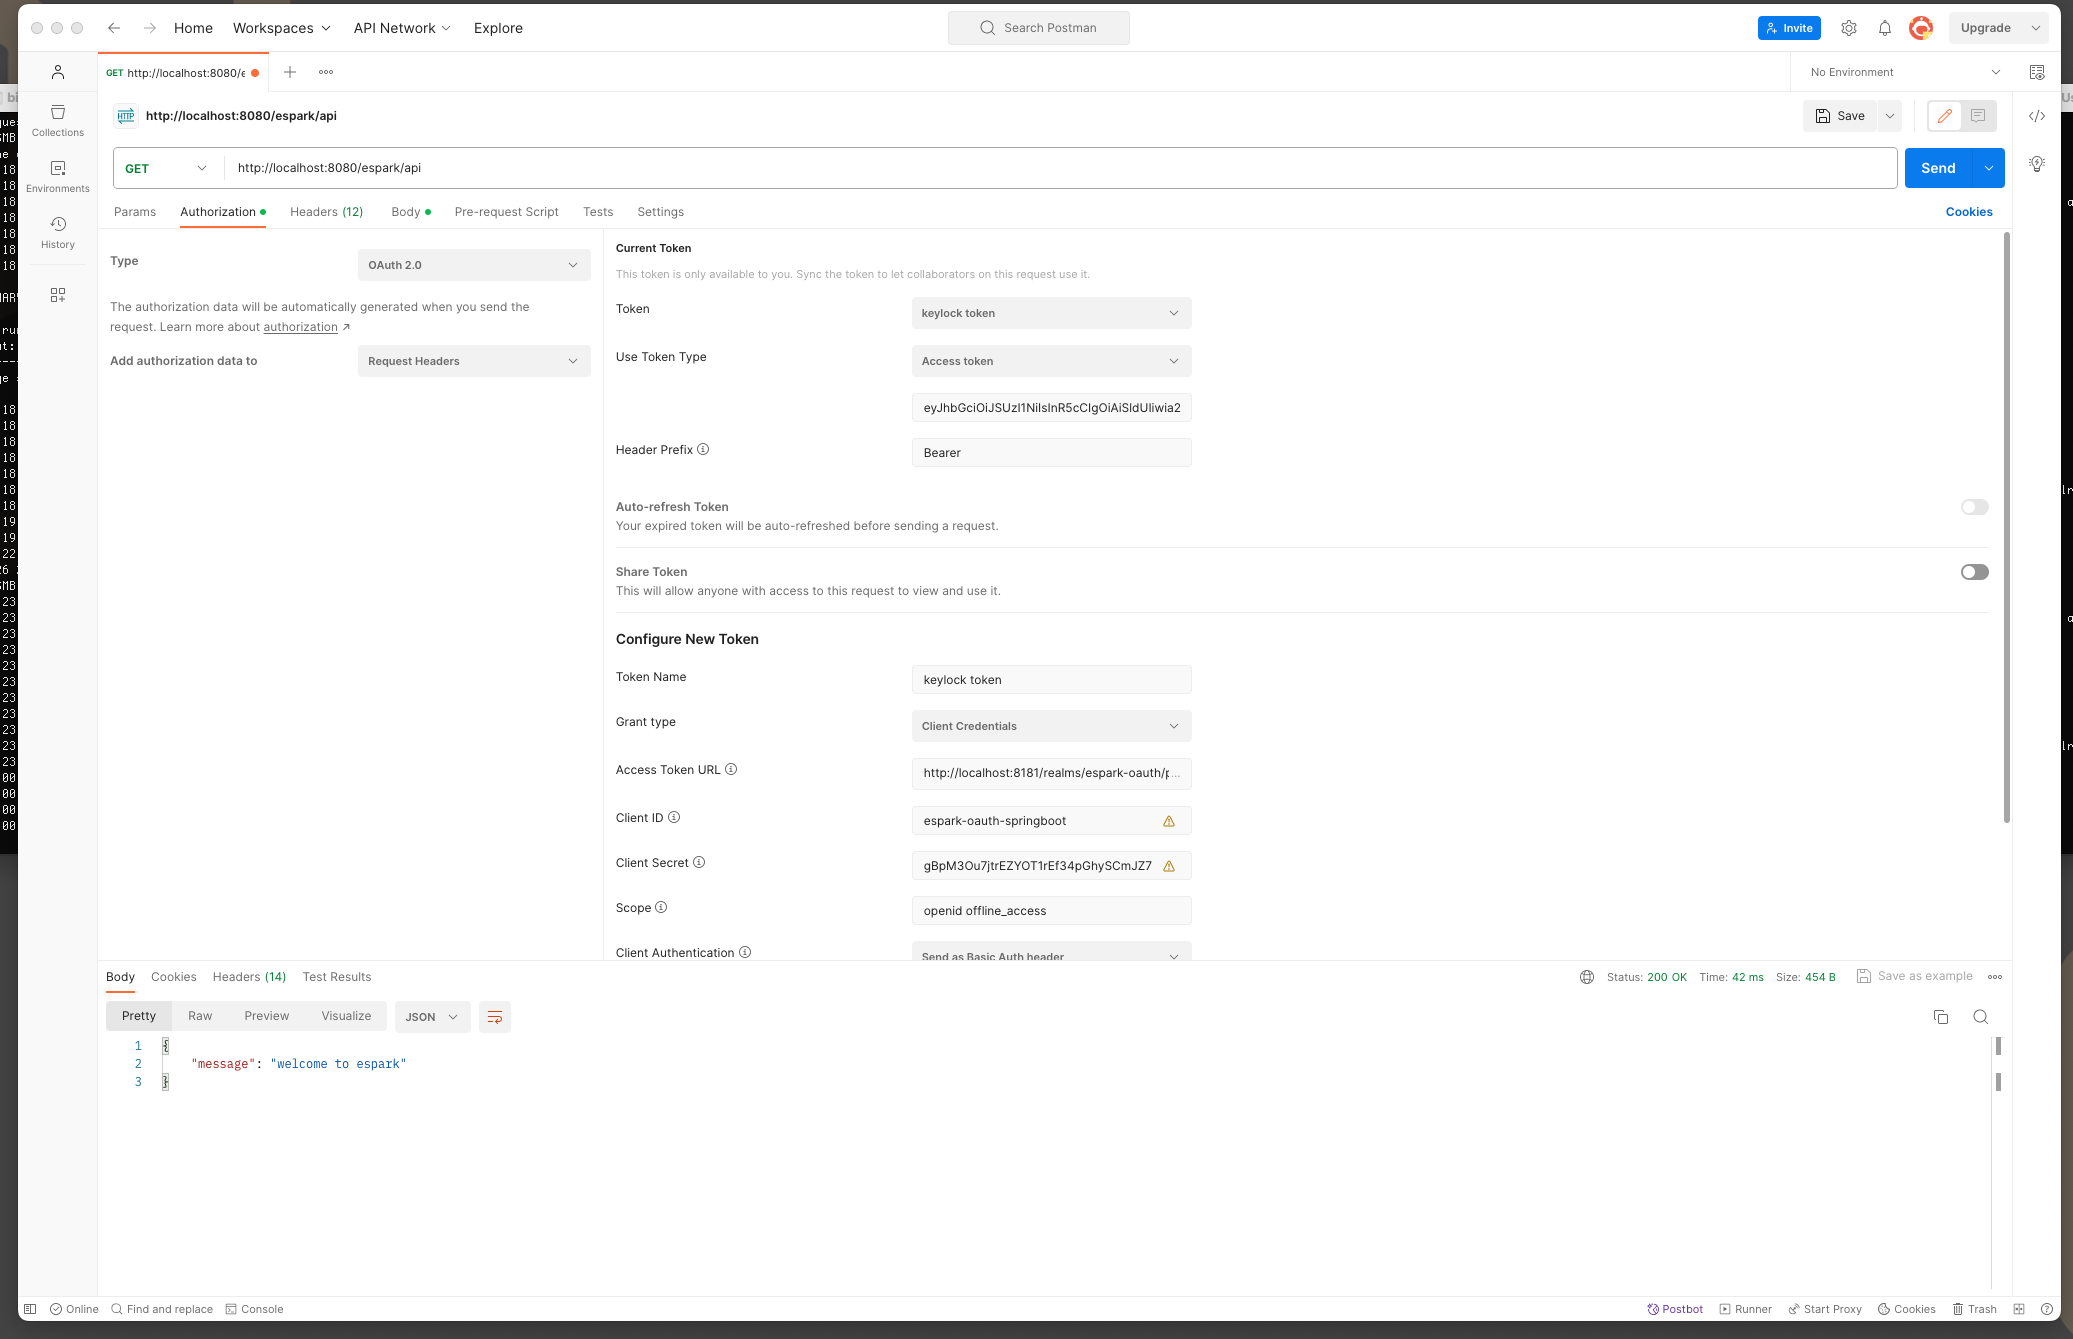 Home
Workspaces
API Network
Explore
Search Postman
Invite
Upgrade
GET http://localhost:8080/e
No Environment
Collections
Environments
History
HTTP http://localhost:8080/espark/api
Save
GET
http://localhost:8080/espark/api
Send
Params
Authorization
Headers (12)
Body
Pre-request Script
Tests
Settings
Cookies
Type
OAuth 2.0
The authorization data will be automatically generated when you send the
request. Learn more about authorization ↗
Add authorization data to
Request Headers
Current Token
This token is only available to you. Sync the token to let collaborators on this request use it.
Token
keylock token
Use Token Type
Access token
eyJhbGciOiJSUzI1NiIsInR5cCIgOiAiSldUIiwia2
Header Prefix
Bearer
Auto-refresh Token
Your expired token will be auto-refreshed before sending a request.
Share Token
This will allow anyone with access to this request to view and use it.
Configure New Token
Token Name
keylock token
Grant type
Client Credentials
Access Token URL
http://localhost:8181/realms/espark-oauth/p...
Client ID
espark-oauth-springboot
Client Secret
gBpM3Ou7jtrEZYOT1rEf34pGhySCmJZ7
Scope
openid offline_access
Client Authentication
Send as Basic Auth header
Body
Cookies
Headers (14)
Test Results
Status: 200 OK
Time: 42 ms
Size: 454 B
Save as example
Pretty
Raw
Preview
Visualize
JSON
1 {
2 "message": "welcome to espark"
3 }
Online
Find and replace
Console
Postbot
Runner
Start Proxy
Cookies
Trash